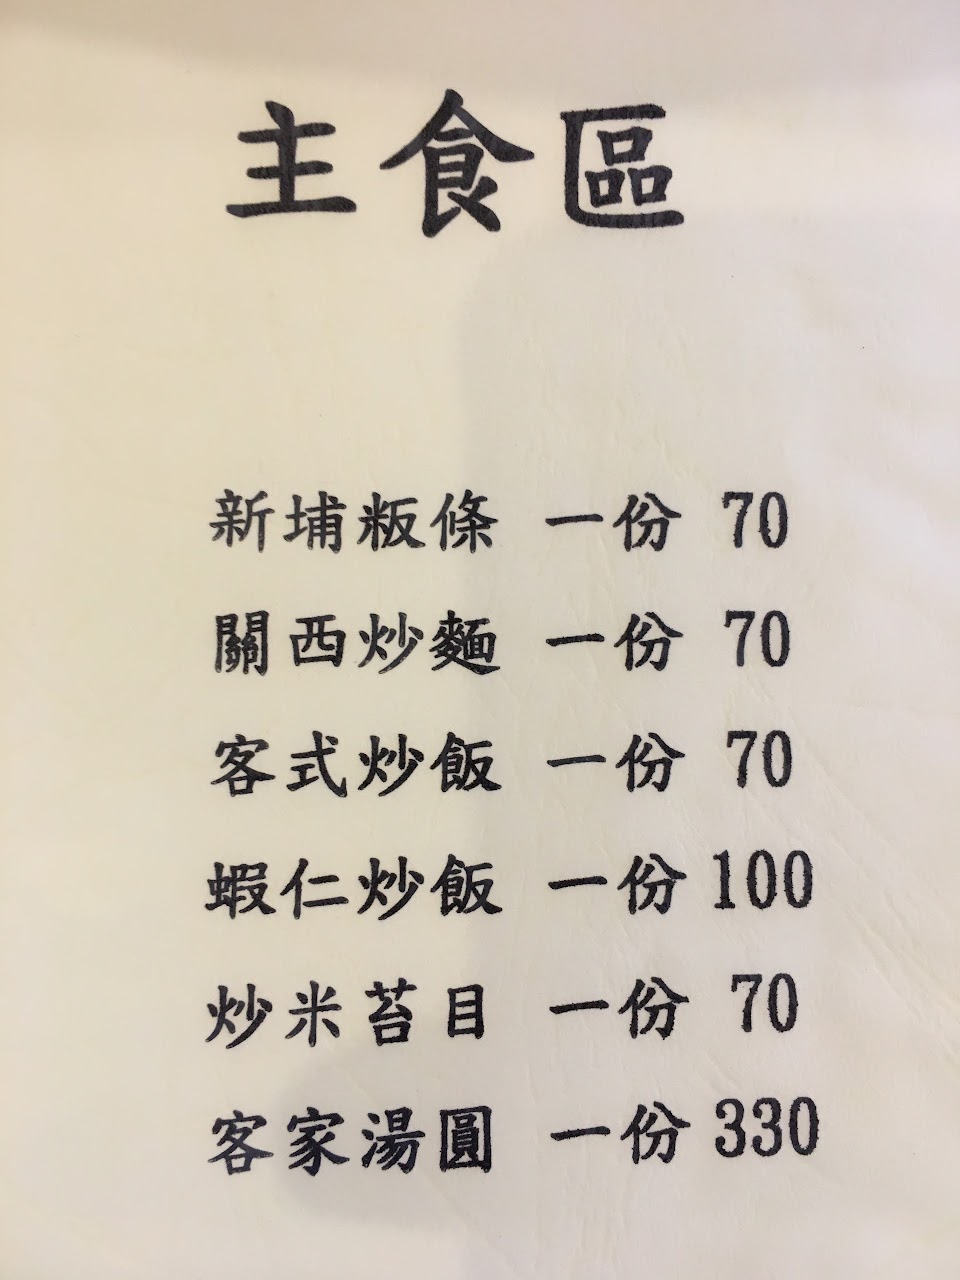 主食區
新埔粄條 一份 70
關西炒麵 一份 70
客式炒飯 一份 70
蝦仁炒飯 一份 100
炒米苔目 一份 70
客家湯圓 一份 330